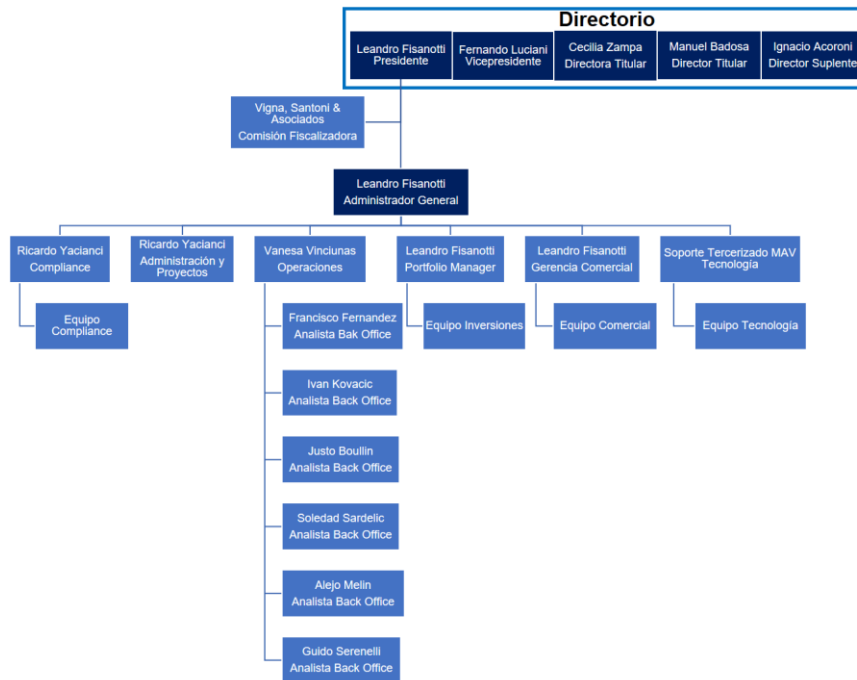 Directorio
Leandro Fisanotti
Presidente
Fernando Luciani
Vicepresidente
Cecilia Zampa
Directora Titular
Manuel Badosa
Director Titular
Ignacio Acoroni
Director Suplente
Vigna, Santoni &
Asociados
Comisión Fiscalizadora
Leandro Fisanotti
Administrador General
Ricardo Yacianci
Compliance
Ricardo Yacianci
Administración y
Proyectos
Vanesa Vinciunas
Operaciones
Leandro Fisanotti
Portfolio Manager
Leandro Fisanotti
Gerencia Comercial
Soporte Tercerizado MAV
Tecnología
Equipo
Compliance
Francisco Fernandez
Analista Bak Office
Equipo Inversiones
Equipo Comercial
Equipo Tecnología
Ivan Kovacic
Analista Back Office
Justo Boullin
Analista Back Office
Soledad Sardelic
Analista Back Office
Alejo Melin
Analista Back Office
Guido Serenelli
Analista Back Office